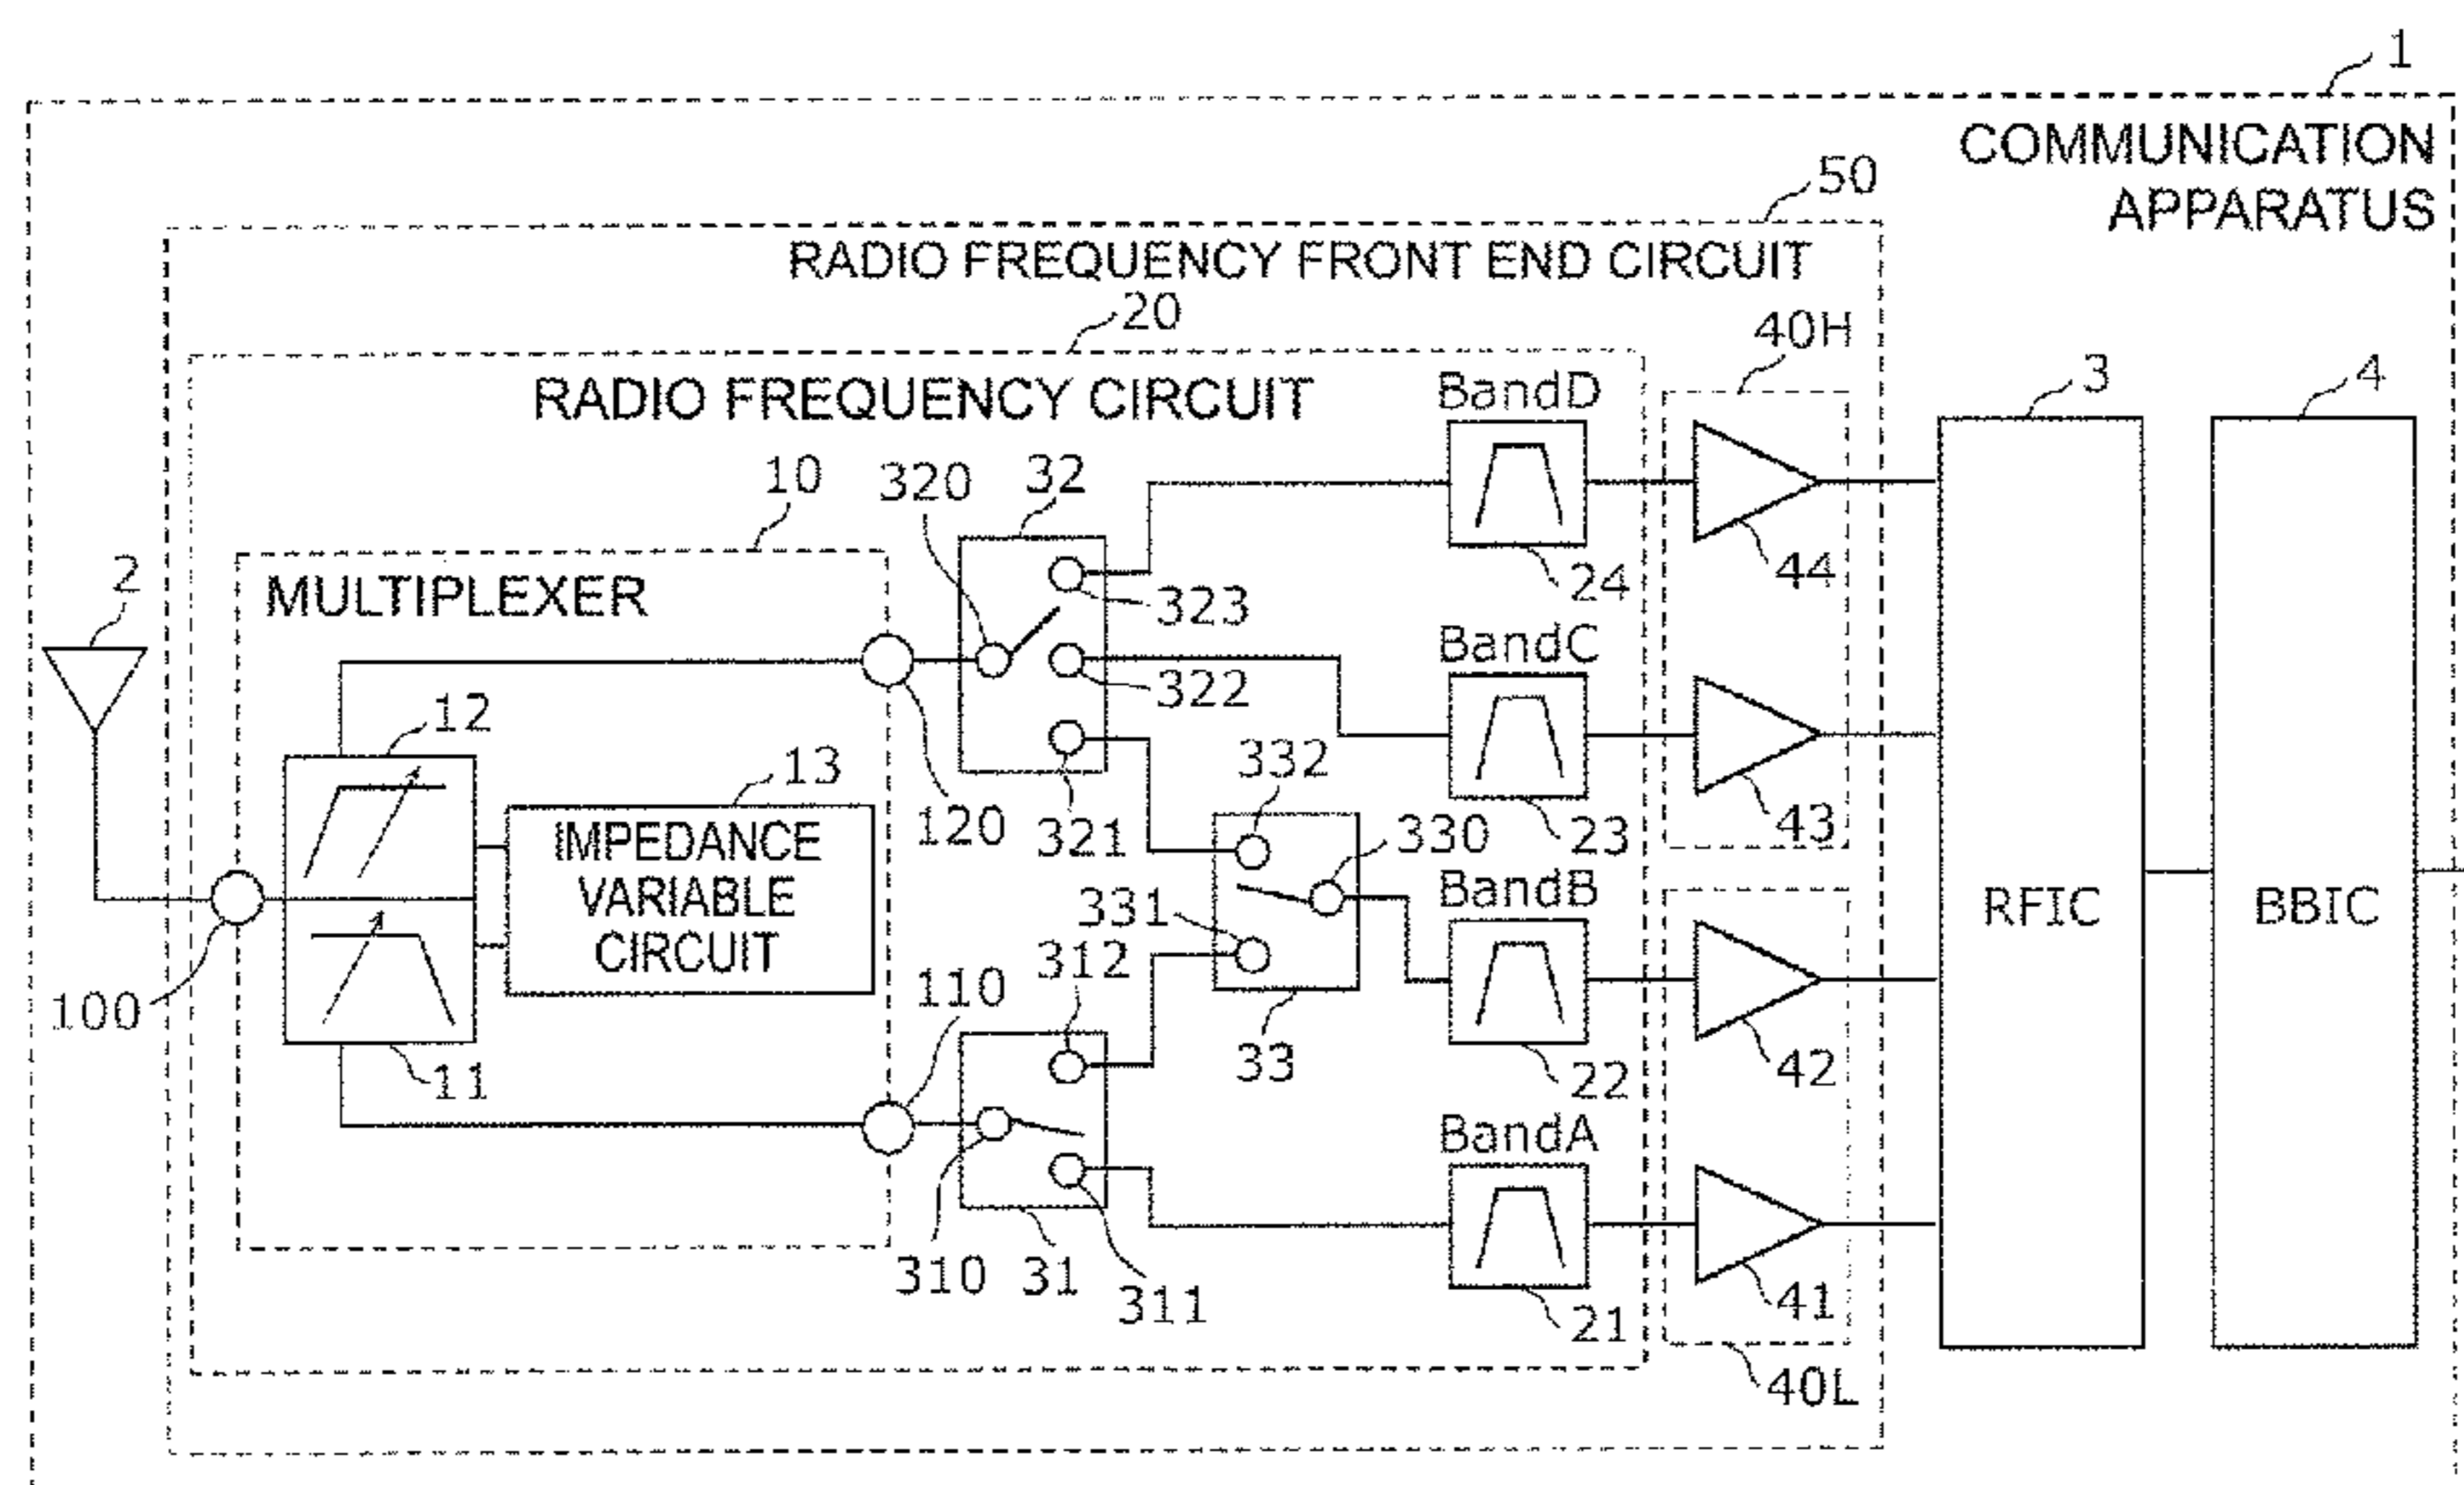 1
COMMUNICATION
APPARATUS
50
RADIO FREQUENCY FRONT END CIRCUIT
20
40H
RADIO FREQUENCY CIRCUIT
BandD
3
4
10
320
32
2
MULTIPLEXER
323
24
44
BandC
322
12
13
332
120
321
330
23
43
IMPEDANCE
VARIABLE
CIRCUIT
BandB
331
RFIC
BBIC
100
110
312
33
22
42
11
BandA
310
31
311
21
41
40L